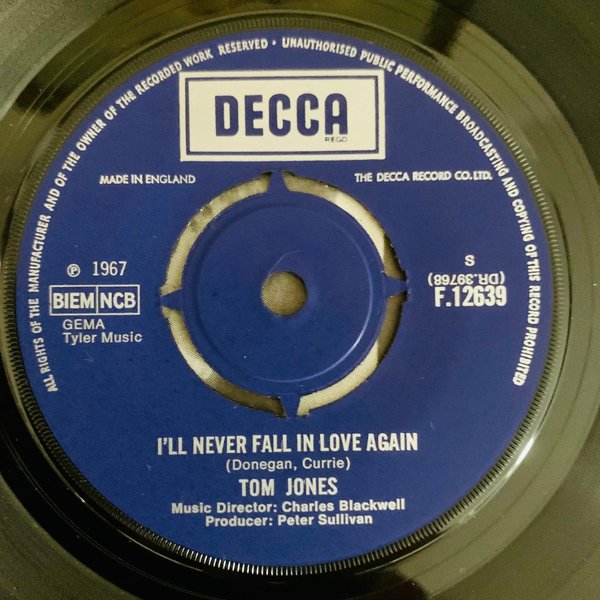 ALL RIGHTS OF THE MANUFACTURER AND OF THE OWNER OF THE RECORDED WORK RESERVED • UNAUTHORISED PUBLIC PERFORMANCE BROADCASTING AND COPYING OF THIS RECORD PROHIBITED
DECCA
REGD
MADE IN ENGLAND
THE DECCA RECORD CO. LTD.
℗ 1967
BIEM NCB
GEMA
Tyler Music
S
(DR.39768)
F.12639
I'LL NEVER FALL IN LOVE AGAIN
(Donegan, Currie)
TOM JONES
Music Director: Charles Blackwell
Producer: Peter Sullivan